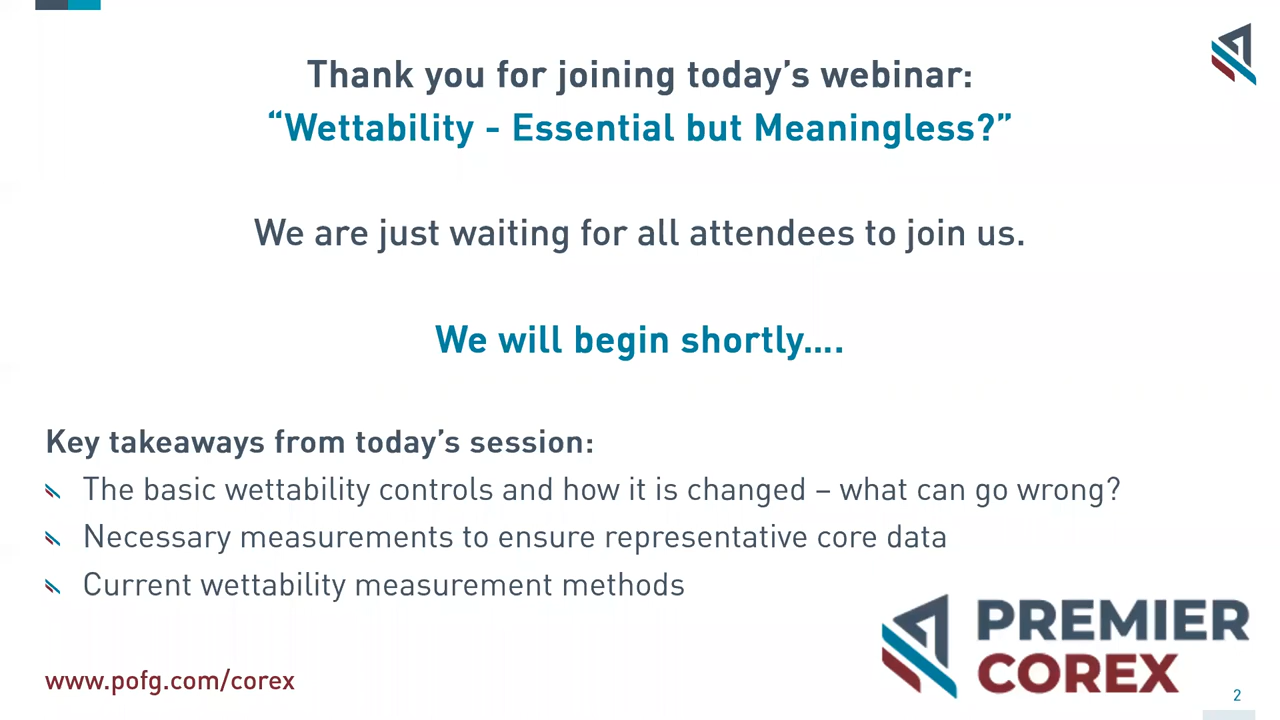 Thank you for joining today’s webinar:
“Wettability - Essential but Meaningless?”
We are just waiting for all attendees to join us.
We will begin shortly....
Key takeaways from today’s session:
The basic wettability controls and how it is changed – what can go wrong?
Necessary measurements to ensure representative core data
Current wettability measurement methods
PREMIER
COREX
www.pofg.com/corex
2